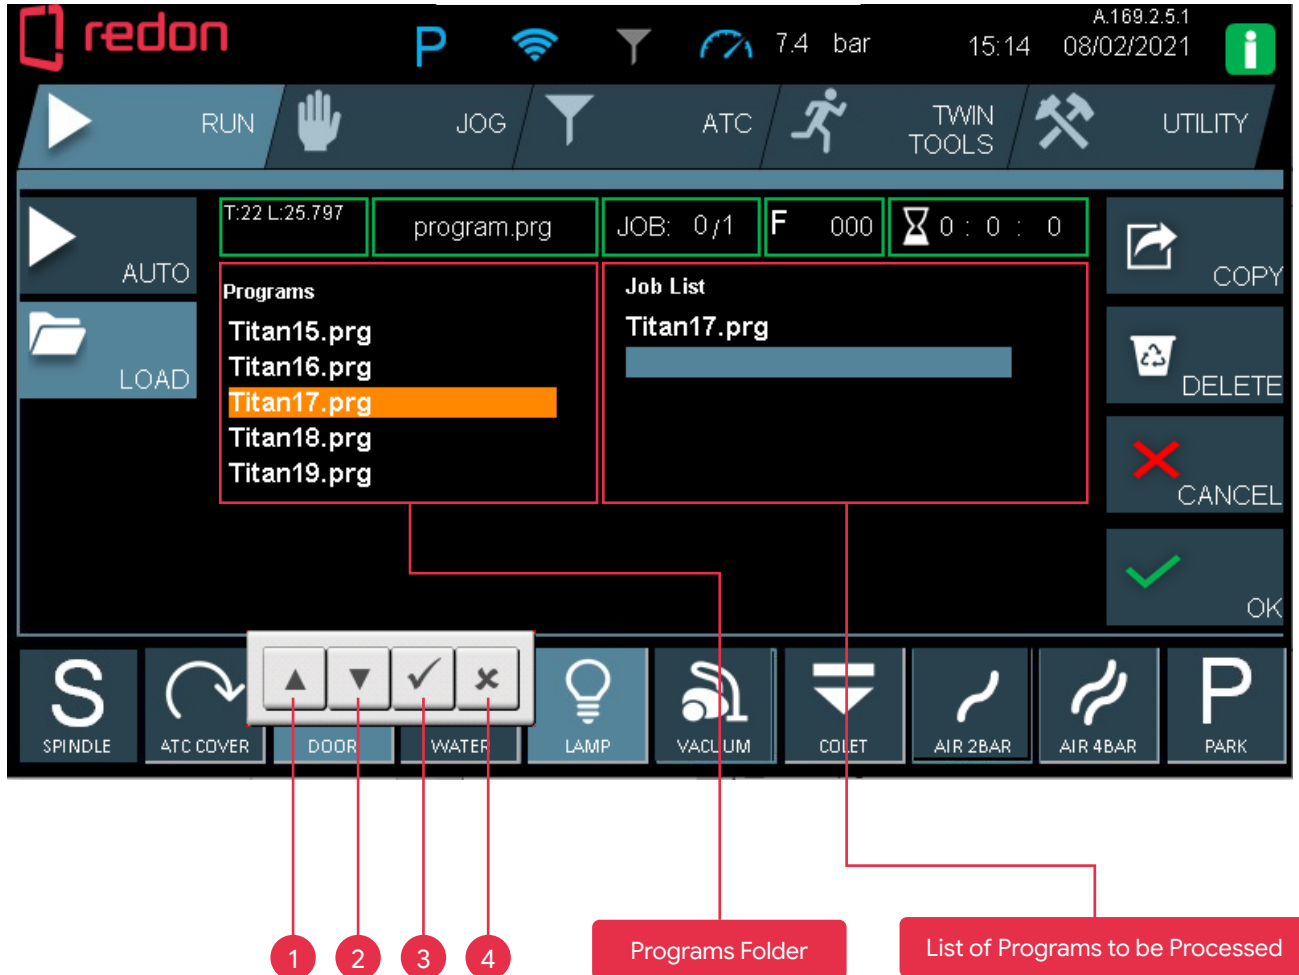 redon
P
7.4 bar
A.169.2.5.1
15:14 08/02/2021
i
RUN
JOG
ATC
TWIN
TOOLS
UTILITY
AUTO
LOAD
T:22 L:25.797
program.prg
JOB: 0/1
F 000
0 : 0 : 0
Programs
Titan15.prg
Titan16.prg
Titan17.prg
Titan18.prg
Titan19.prg
Job List
Titan17.prg
COPY
DELETE
CANCEL
OK
S
SPINDLE
ATC COVER
DOOR
WATER
LAMP
VACUUM
COLET
AIR 2BAR
AIR 4BAR
P
PARK
1
2
3
4
Programs Folder
List of Programs to be Processed